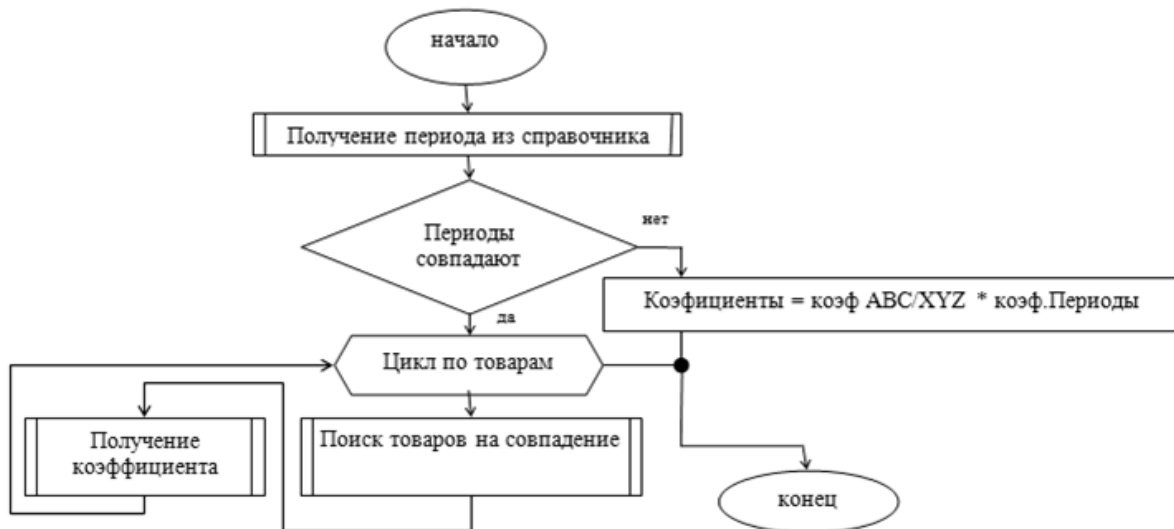 начало
Получение периода из справочника
нет
Периоды
совпадают
Коэфициенты = коэф ABC/XYZ * коэф.Периоды
да
Цикл по товарам
Получение
коэффициента
Поиск товаров на совпадение
конец